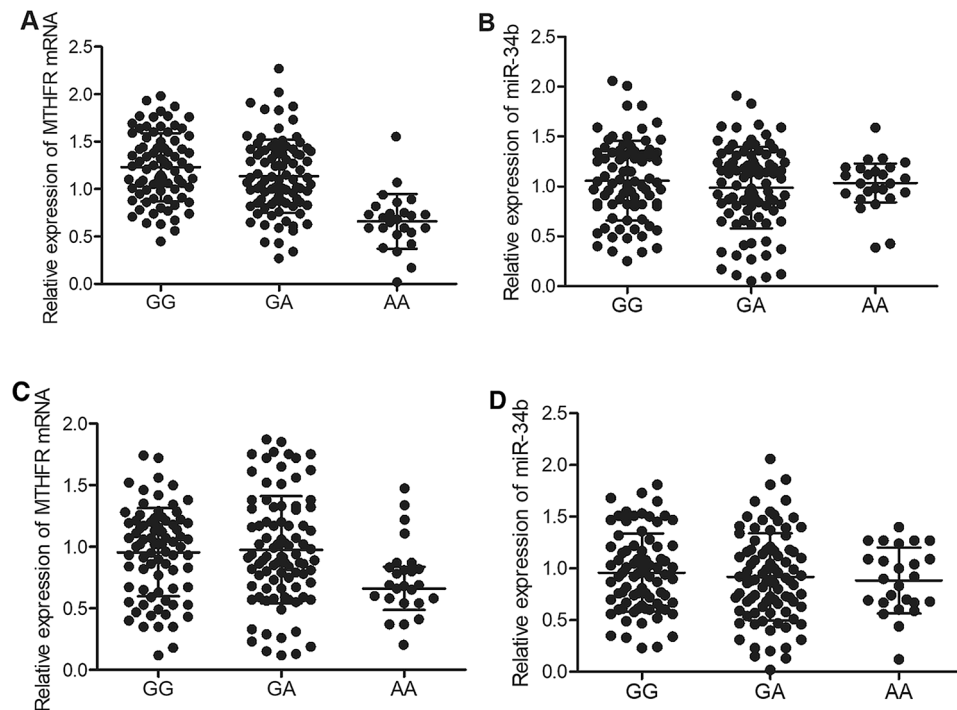 A
Relative expression of MTHFR mRNA
2.5
2.0
1.5
1.0
0.5
0.0
GG
GA
AA
B
Relative expression of miR-34b
2.5
2.0
1.5
1.0
0.5
0.0
GG
GA
AA
C
Relative expression of MTHFR mRNA
2.0
1.5
1.0
0.5
0.0
GG
GA
AA
D
Relative expression of miR-34b
2.5
2.0
1.5
1.0
0.5
0.0
GG
GA
AA